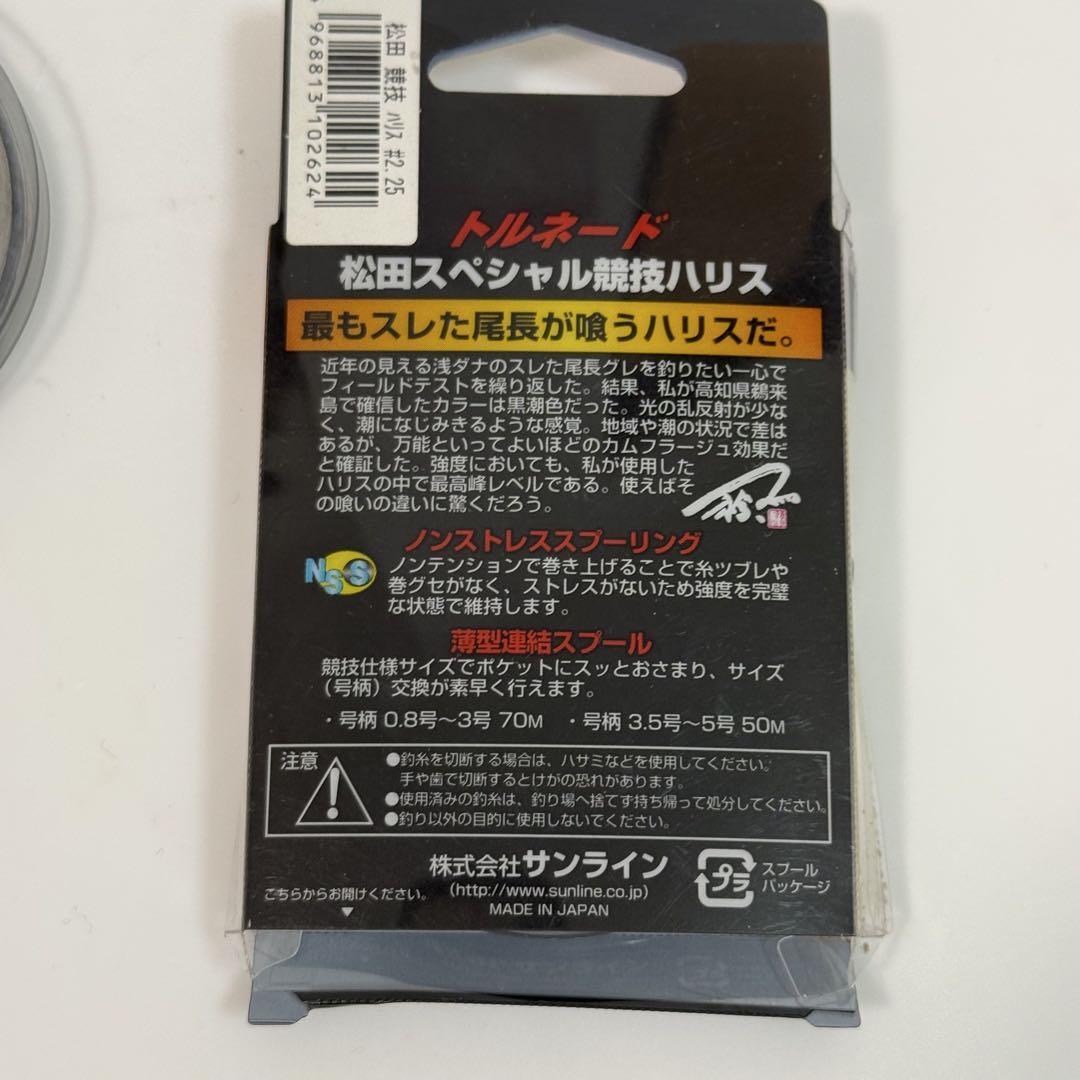 松田 競技 ハリス #2.25
968813 102624
トルネード
松田スペシャル競技ハリス
最もスレた尾長が喰うハリスだ。
近年の見える浅ダナのスレた尾長グレを釣りたい一心で
フィールドテストを繰り返した。結果、私が高知県鵜来
島で確信したカラーは黒潮色だった。光の乱反射が少な
く、潮になじみきるような感覚。地域や潮の状況で差は
あるが、万能といってよいほどのカムフラージュ効果だ
と確証した。強度においても、私が使用した
ハリスの中で最高峰レベルである。使えばそ
の喰いの違いに驚くだろう。
ノンストレススプーリング
NSS
ノンテンションで巻き上げることで糸ツブレや
巻グセがなく、ストレスがないため強度を完璧
な状態で維持します。
薄型連結スプール
競技仕様サイズでポケットにスッとおさまり、サイズ
（号柄）交換が素早く行えます。
・号柄 0.8号～3号 70M ・号柄 3.5号～5号 50M
注意
●釣糸を切断する場合は、ハサミなどを使用してください。
手や歯で切断するとけがの恐れがあります。
●使用済みの釣糸は、釣り場へ捨てず持ち帰って処分してください。
●釣り以外の目的に使用しないでください。
株式会社サンライン
(http://www.sunline.co.jp)
MADE IN JAPAN
プラ
スプール
パッケージ
こちらからお開けください。
▼